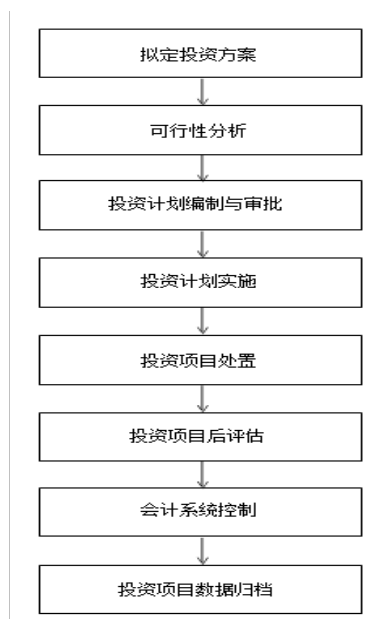 拟定投资方案
可行性分析
投资计划编制与审批
投资计划实施
投资项目处置
投资项目后评估
会计系统控制
投资项目数据归档